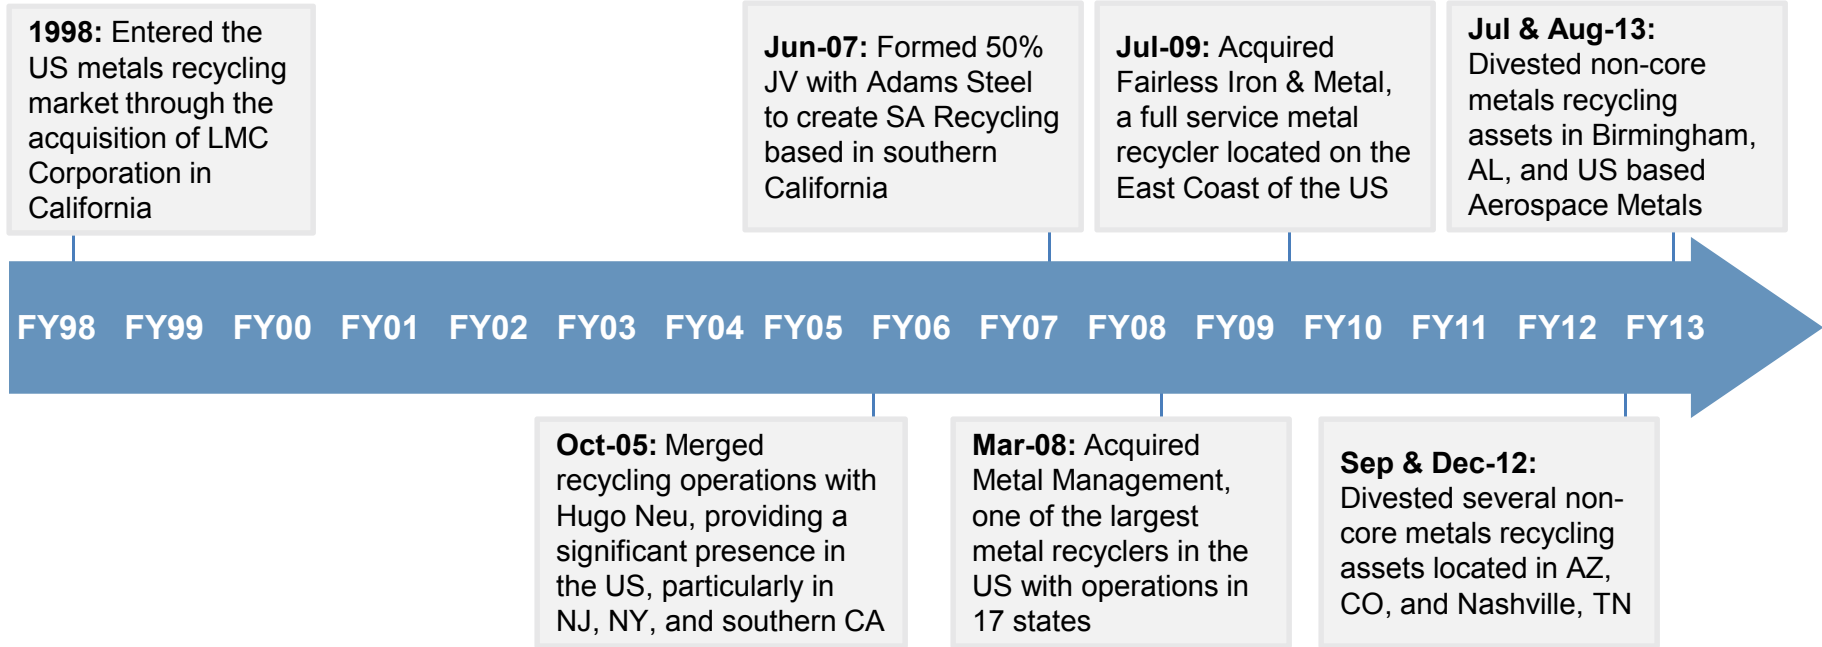 1998: Entered the
US metals recycling
market through the
acquisition of LMC
Corporation in
California
Jun-07: Formed 50%
JV with Adams Steel
to create SA Recycling
based in southern
California
Jul-09: Acquired
Fairless Iron & Metal,
a full service metal
recycler located on the
East Coast of the US
Jul & Aug-13:
Divested non-core
metals recycling
assets in Birmingham,
AL, and US based
Aerospace Metals
FY98 FY99 FY00 FY01 FY02 FY03 FY04 FY05 FY06 FY07 FY08 FY09 FY10 FY11 FY12 FY13
Oct-05: Merged
recycling operations with
Hugo Neu, providing a
significant presence in
the US, particularly in
NJ, NY, and southern CA
Mar-08: Acquired
Metal Management,
one of the largest
metal recyclers in the
US with operations in
17 states
Sep & Dec-12:
Divested several non-
core metals recycling
assets located in AZ,
CO, and Nashville, TN